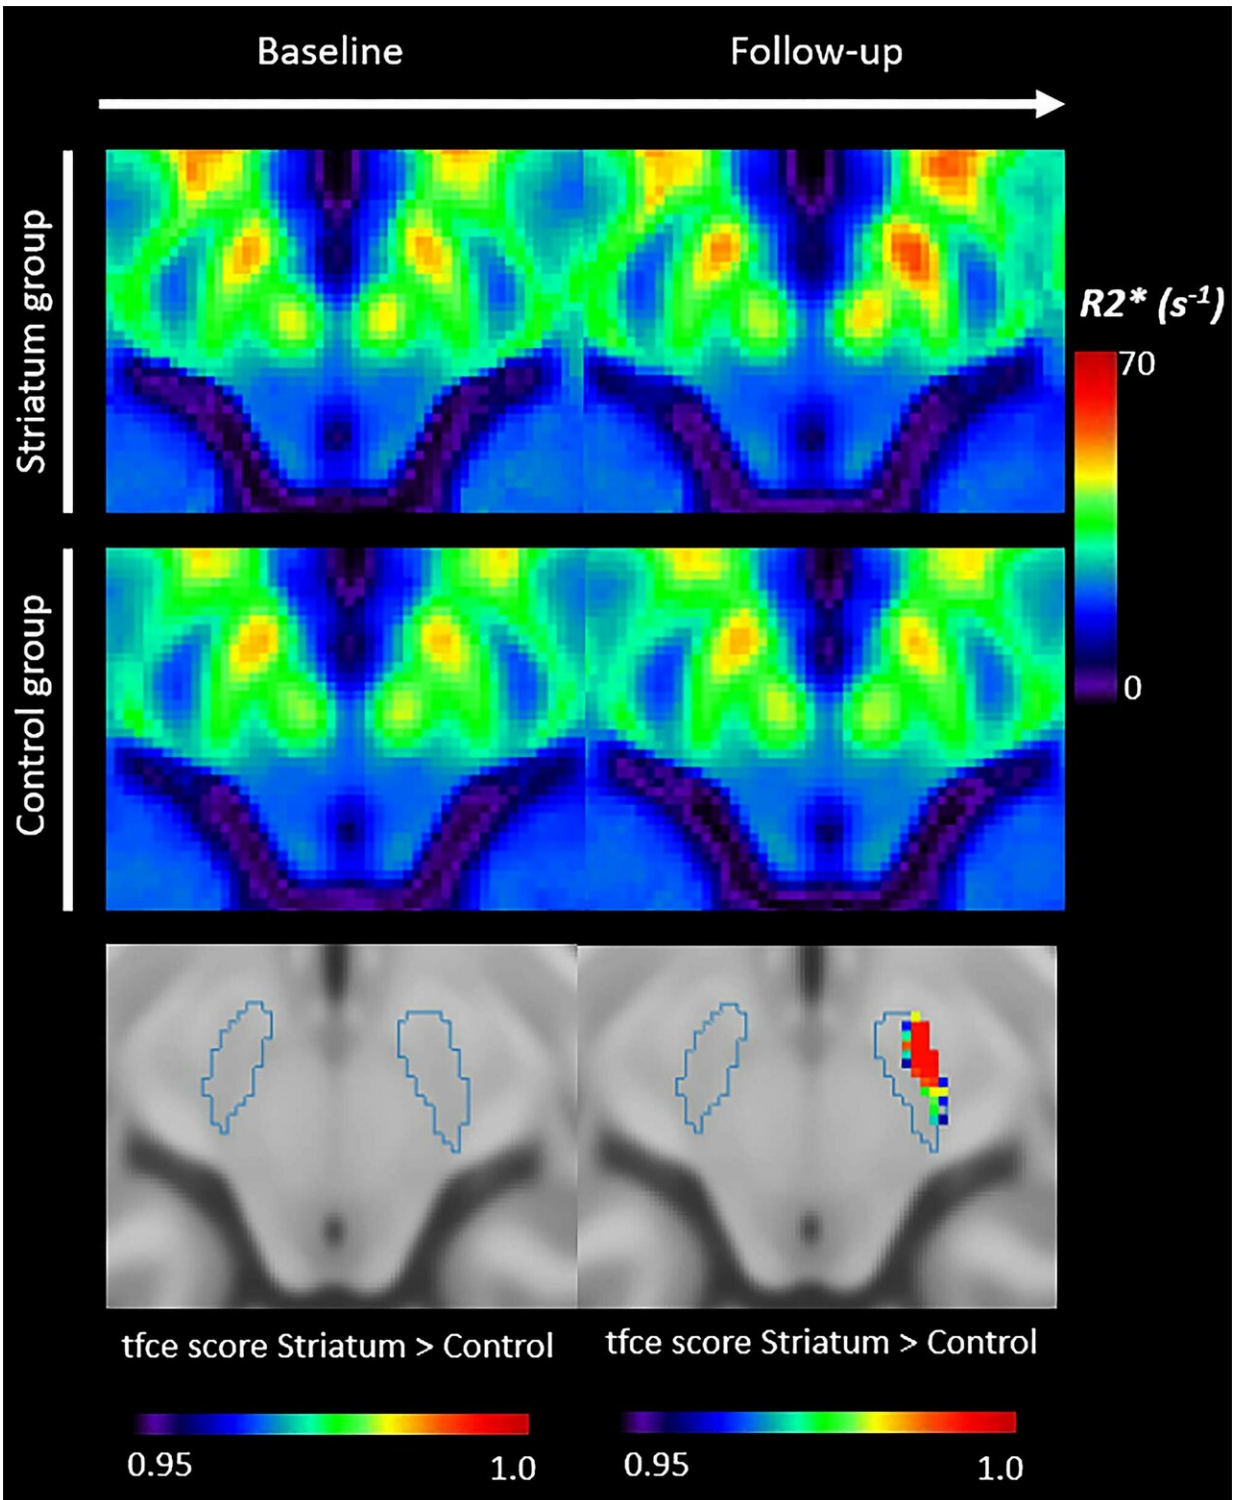 Baseline
Follow-up
Striatum group
R2* (s-1)
70
0
Control group
tfce score Striatum > Control
tfce score Striatum > Control
0.95
1.0
0.95
1.0